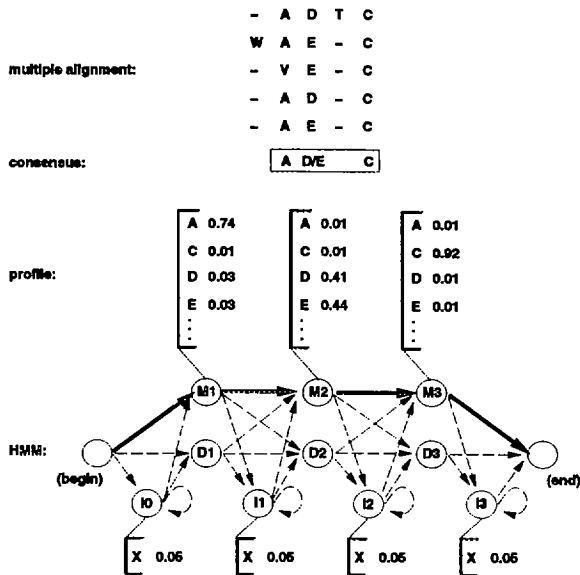 - A D T C
W A E - C
multiple alignment: - V E - C
- A D - C
- A E - C
consensus: A D/E C
A 0.74 A 0.01 A 0.01
C 0.01 C 0.01 C 0.92
profile: D 0.03 D 0.41 D 0.01
E 0.03 E 0.44 E 0.01
M1 M2 M3
HMM: D1 D2 D3
(begin) (end)
I0 I1 I2 I3
X 0.05 X 0.05 X 0.05 X 0.05